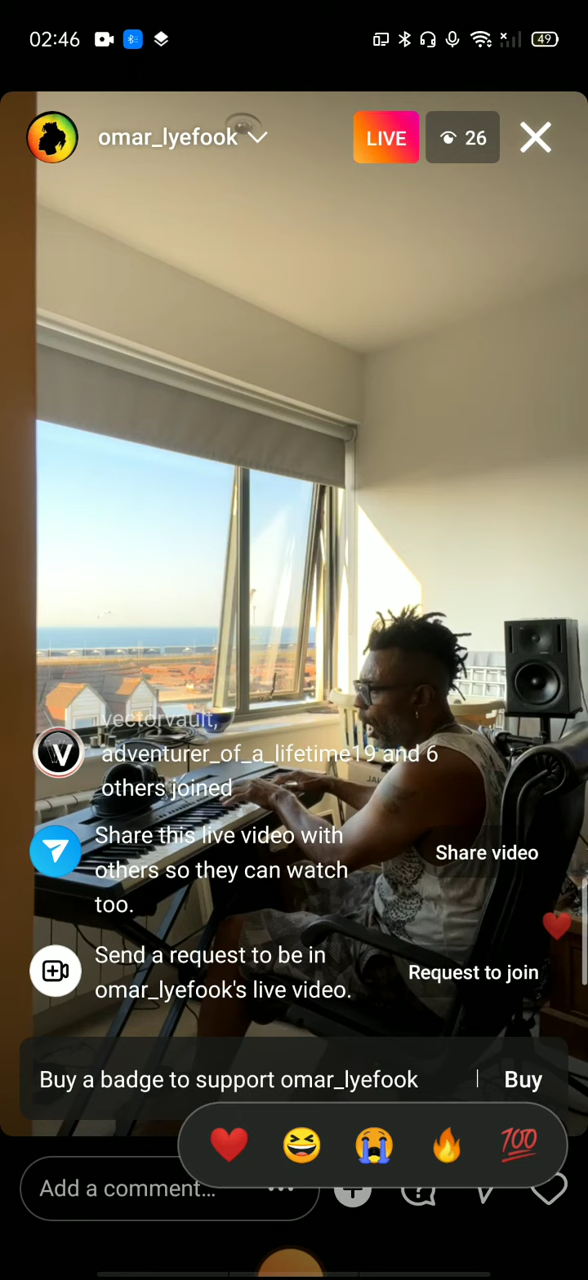 02:46
49
omar_lyefook
LIVE
26
vectorvault,
adventurer_of_a_lifetime19 and 6
others joined
V
Share this live video with
others so they can watch
too.
Share video
Send a request to be in
omar_lyefook's live video.
Request to join
Buy a badge to support omar_lyefook | Buy
100
Add a comment...